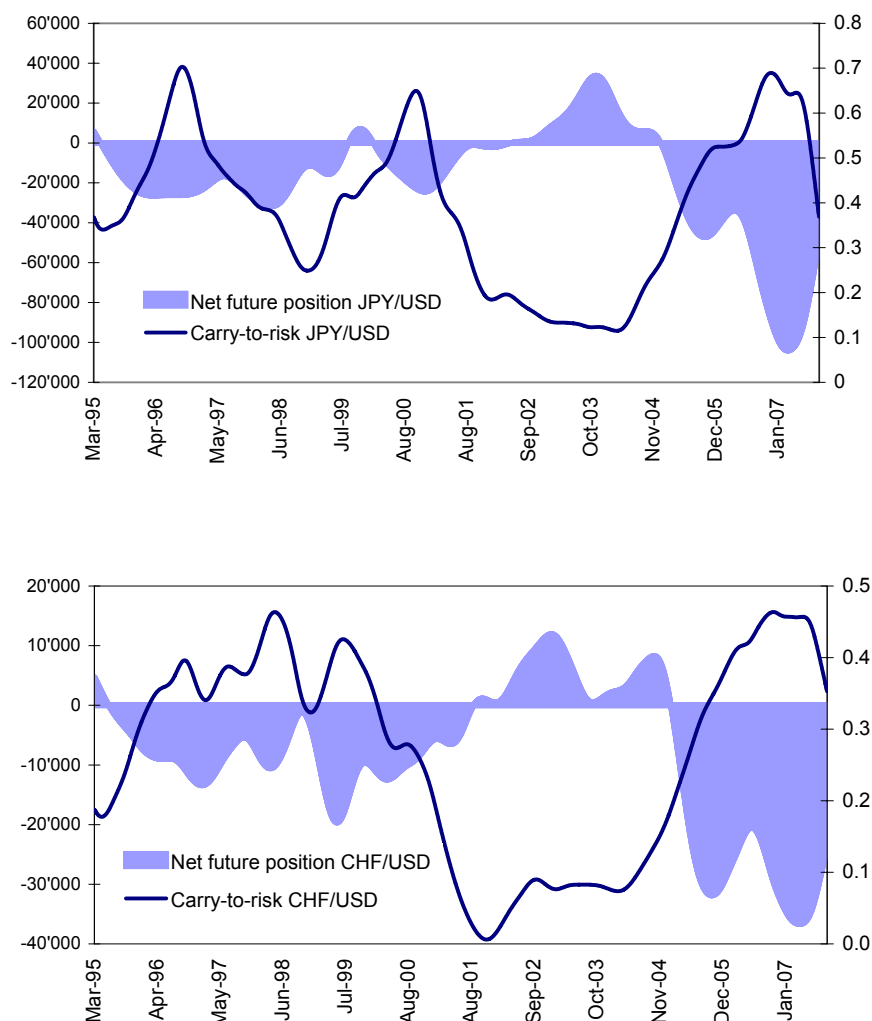 60'000
40'000
20'000
0
-20'000
-40'000
-60'000
-80'000
-100'000
-120'000
0.8
0.7
0.6
0.5
0.4
0.3
0.2
0.1
0
Net future position JPY/USD
Carry-to-risk JPY/USD
Mar-95
Apr-96
May-97
Jun-98
Jul-99
Aug-00
Aug-01
Sep-02
Oct-03
Nov-04
Dec-05
Jan-07
20'000
10'000
0
-10'000
-20'000
-30'000
-40'000
0.5
0.4
0.3
0.2
0.1
0.0
Net future position CHF/USD
Carry-to-risk CHF/USD
Mar-95
Apr-96
May-97
Jun-98
Jul-99
Aug-00
Aug-01
Sep-02
Oct-03
Nov-04
Dec-05
Jan-07